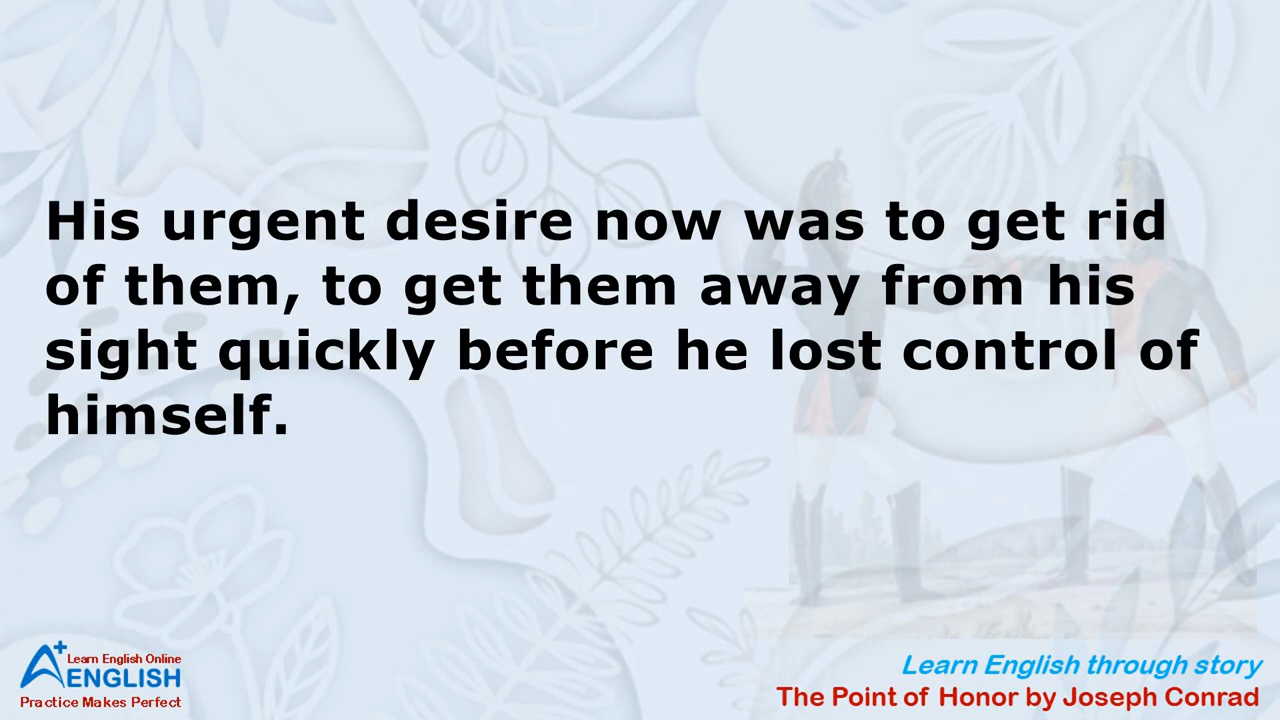 His urgent desire now was to get rid
of them, to get them away from his
sight quickly before he lost control of
himself.
A+
Learn English Online
ENGLISH
Practice Makes Perfect
Learn English through story
The Point of Honor by Joseph Conrad